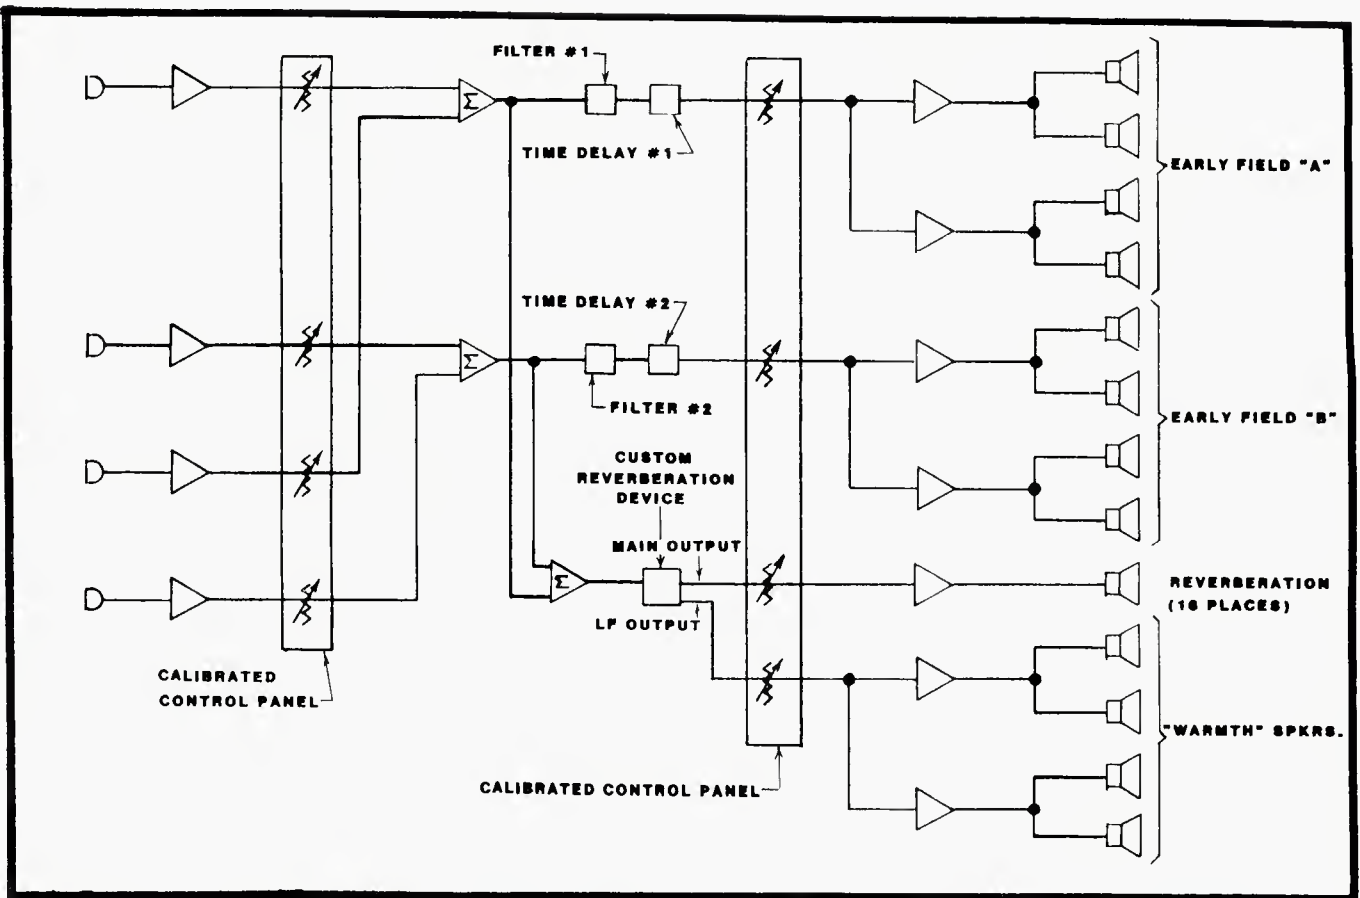 FILTER #1
Σ
TIME DELAY #1
EARLY FIELD "A"
TIME DELAY #2
Σ
FILTER #2
EARLY FIELD "B"
CUSTOM
REVERBERATION
DEVICE
MAIN OUTPUT
Σ
LF OUTPUT
REVERBERATION
(16 PLACES)
CALIBRATED
CONTROL PANEL
"WARMTH" SPKRS.
CALIBRATED CONTROL PANEL